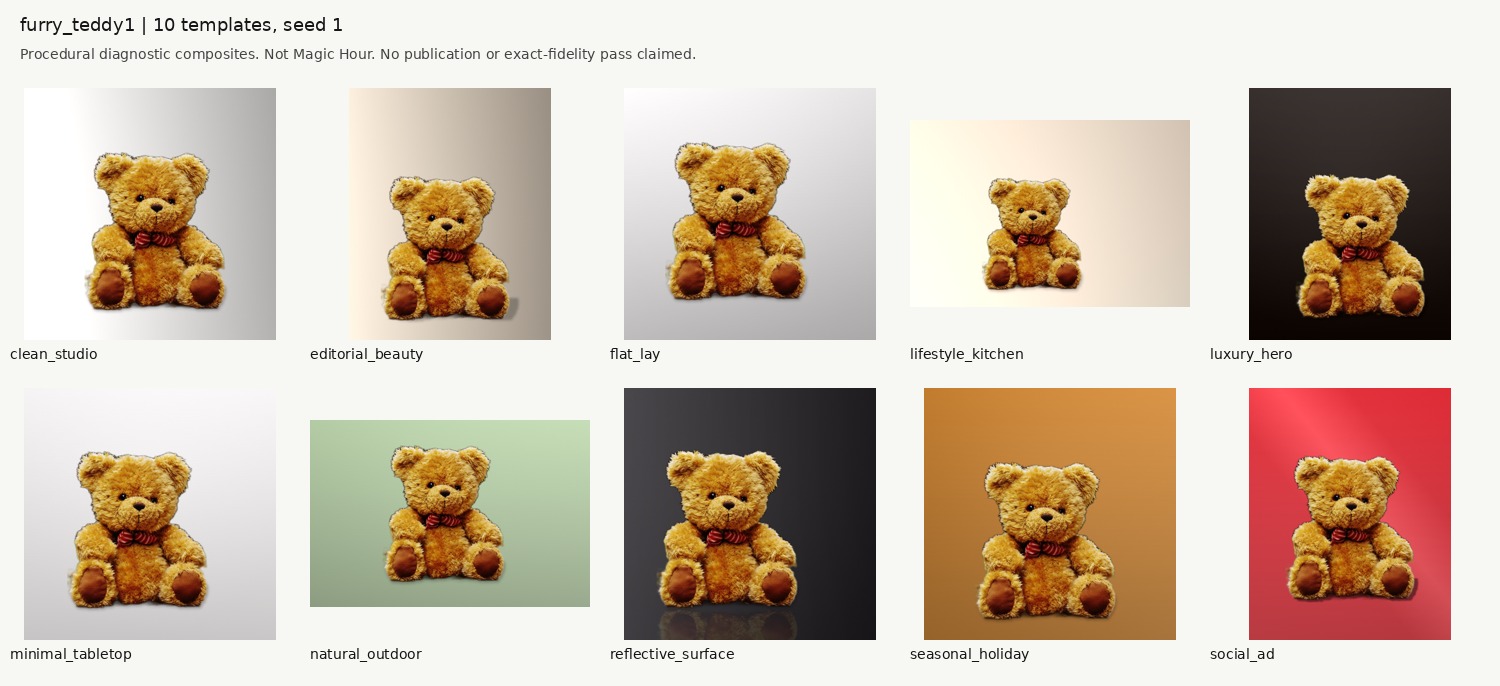 furry_teddy1 | 10 templates, seed 1
Procedural diagnostic composites. Not Magic Hour. No publication or exact-fidelity pass claimed.
clean_studio
editorial_beauty
flat_lay
lifestyle_kitchen
luxury_hero
minimal_tabletop
natural_outdoor
reflective_surface
seasonal_holiday
social_ad